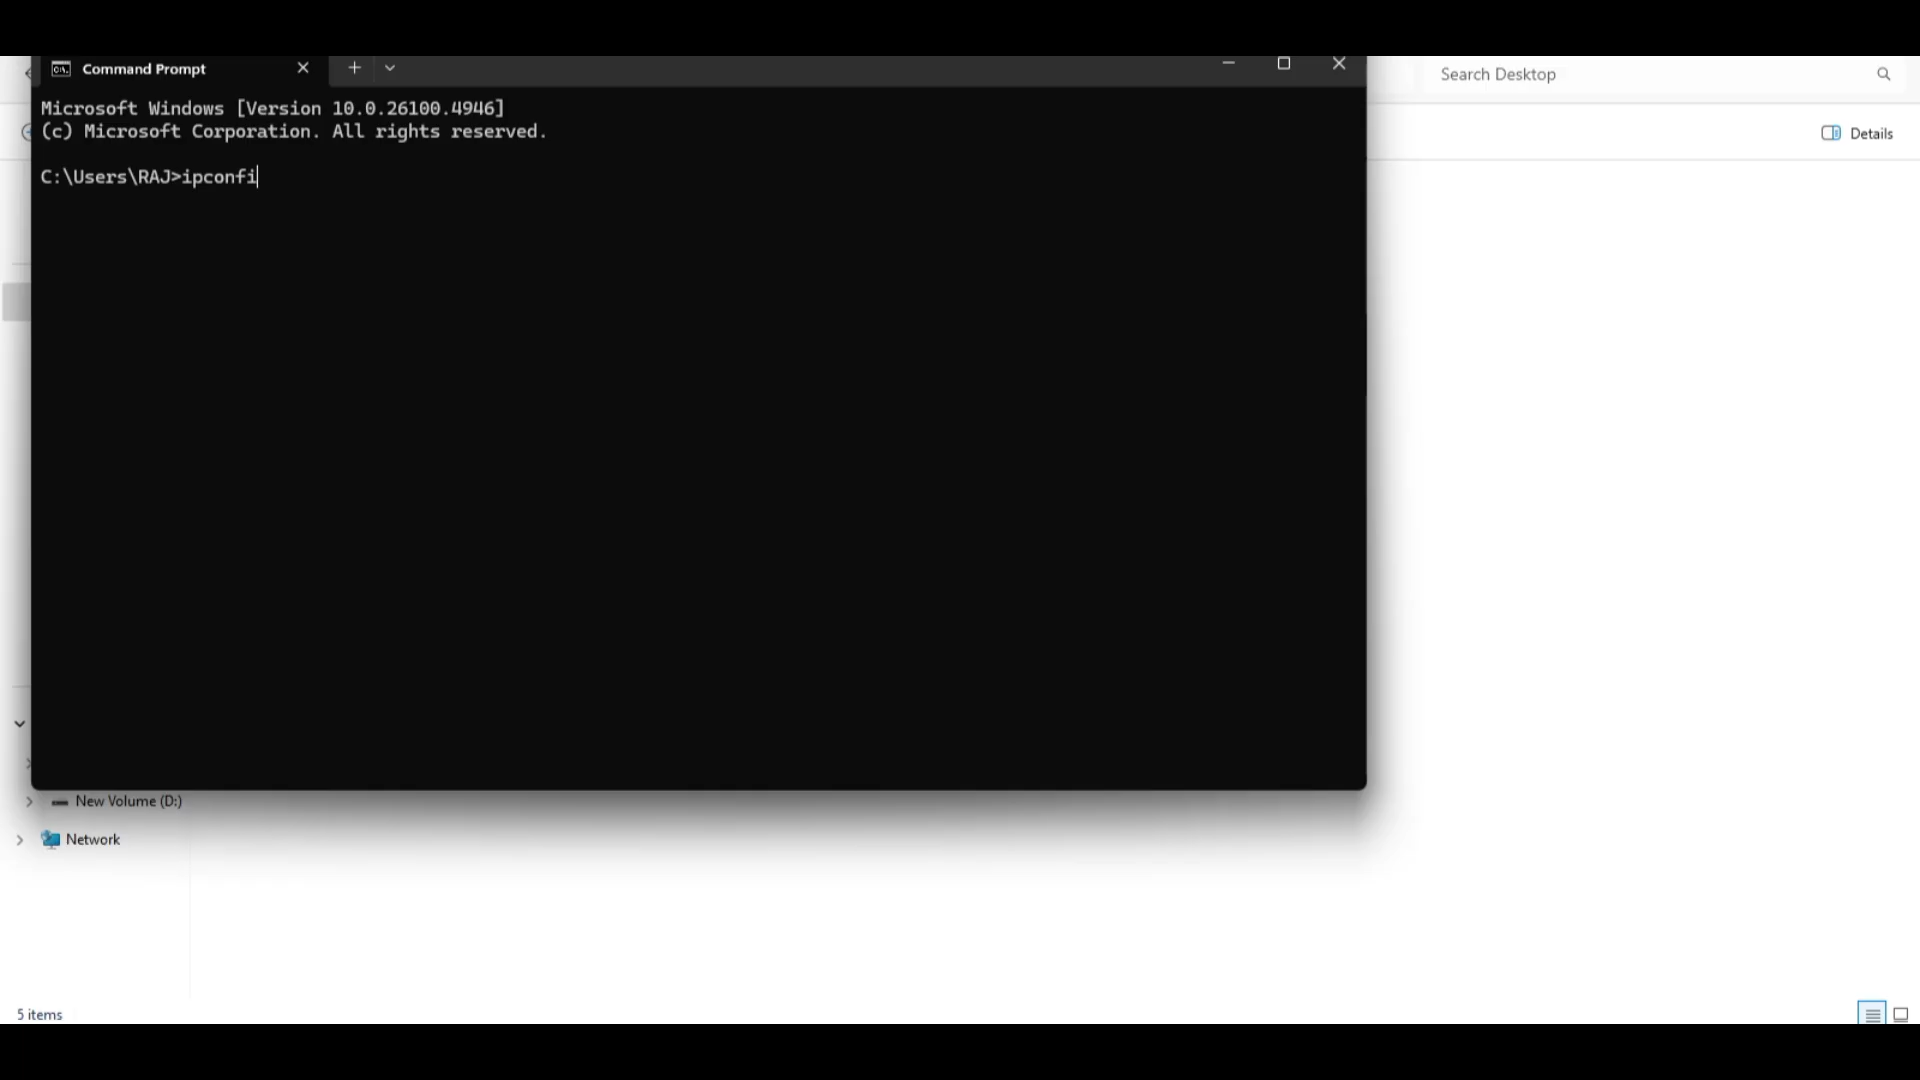 Command Prompt
Search Desktop
Microsoft Windows [Version 10.0.26100.4946]
(c) Microsoft Corporation. All rights reserved.
Details
C:\Users\RAJ>ipconfi
New Volume (D:)
Network
5 items